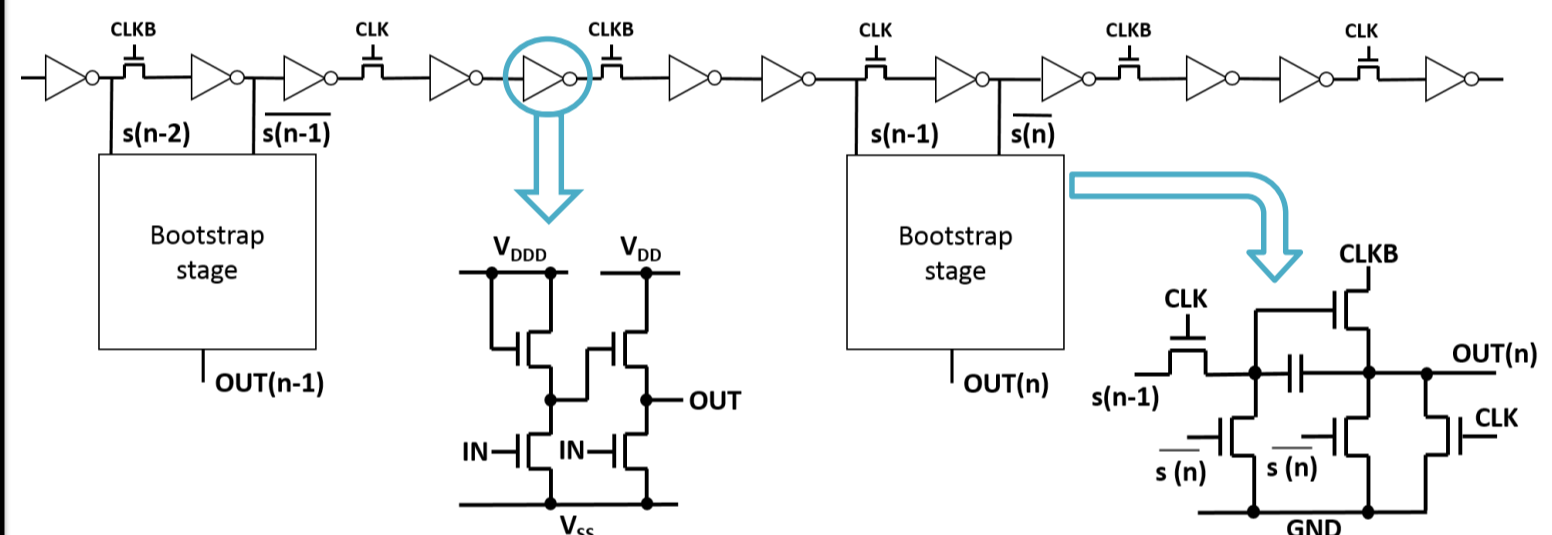 CLKB
CLK
CLKB
CLK
CLKB
CLK
s(n-2)
s(n-1)
s(n-1)
s(n)
Bootstrap
stage
Bootstrap
stage
OUT(n-1)
OUT(n)
VDDD
VDD
IN
IN
OUT
VSS
CLKB
CLK
OUT(n)
s(n-1)
CLK
s (n)
s (n)
GND